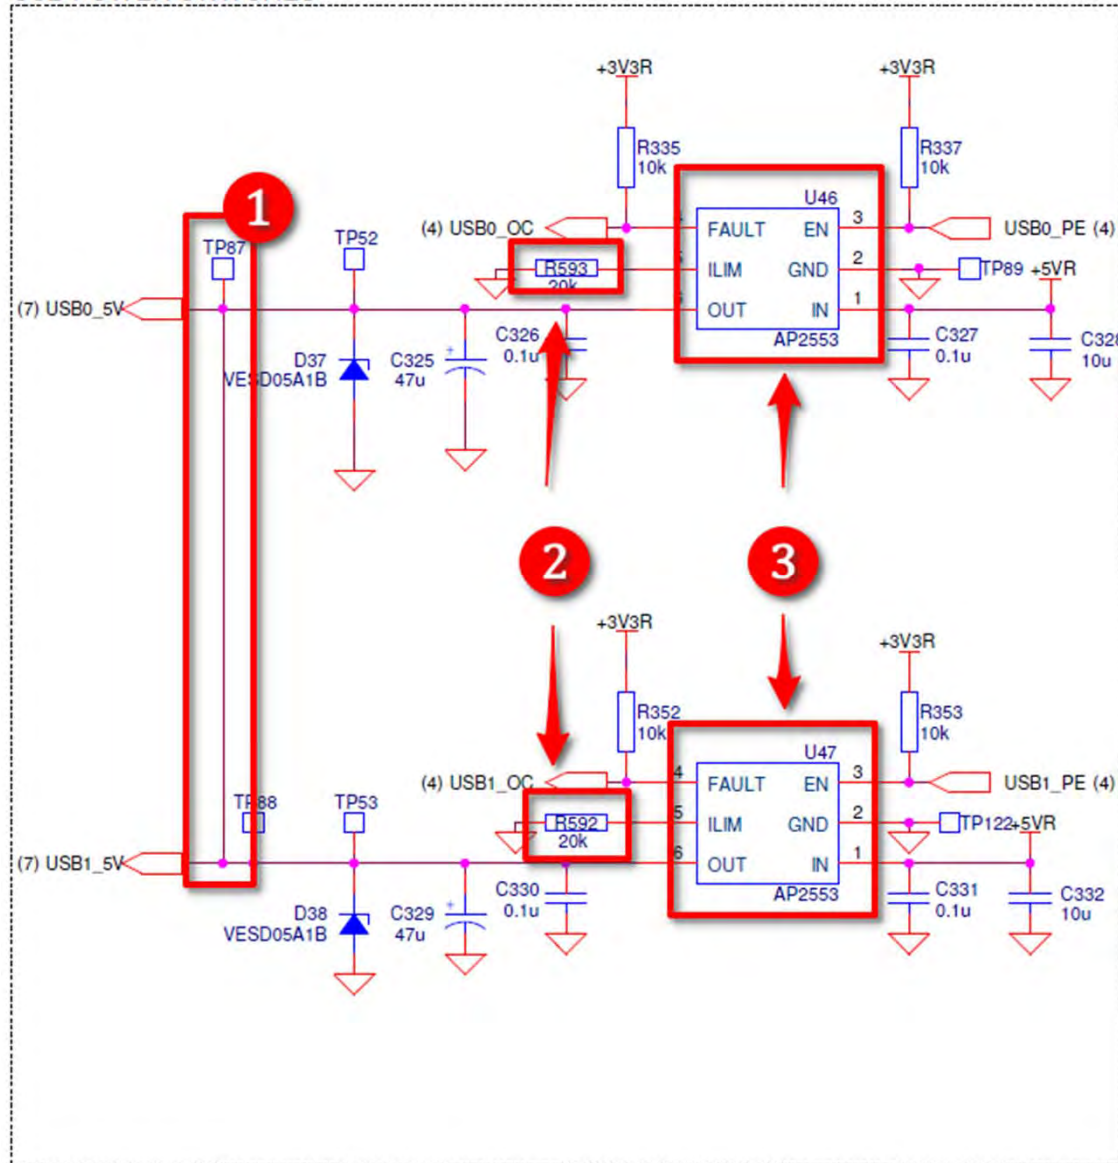 +3V3R
+3V3R
R335
10k
R337
10k
1
U46
(4) USB0_OC
FAULT
EN
3
USB0_PE (4)
TP87
TP52
R593
20k
ILIM
GND
2
TP89
+5VR
(7) USB0_5V
OUT
IN
1
AP2553
D37
VESD05A1B
C325
47u
C326
0.1u
C327
0.1u
C328
10u
2
3
+3V3R
+3V3R
R352
10k
R353
10k
U47
(4) USB1_OC
4
FAULT
EN
3
USB1_PE (4)
TP88
TP53
R592
20k
5
ILIM
GND
2
TP122
+5VR
(7) USB1_5V
6
OUT
IN
1
AP2553
D38
VESD05A1B
C329
47u
C330
0.1u
C331
0.1u
C332
10u